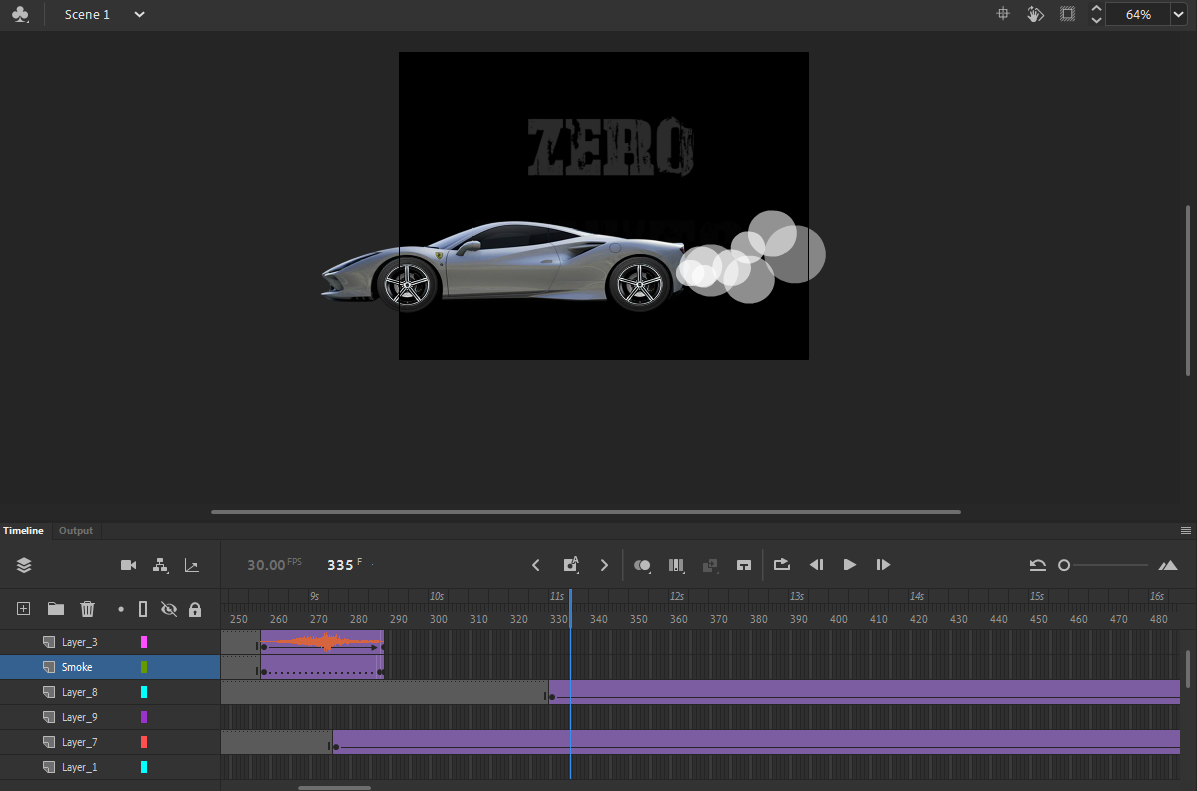 Scene 1
64%
ZERO
Timeline
Output
30.00 FPS
335 F
9s 10s 11s 12s 13s 14s 15s 16s
250 260 270 280 290 300 310 320 330 340 350 360 370 380 390 400 410 420 430 440 450 460 470 480
Layer_3
Smoke
Layer_8
Layer_9
Layer_7
Layer_1